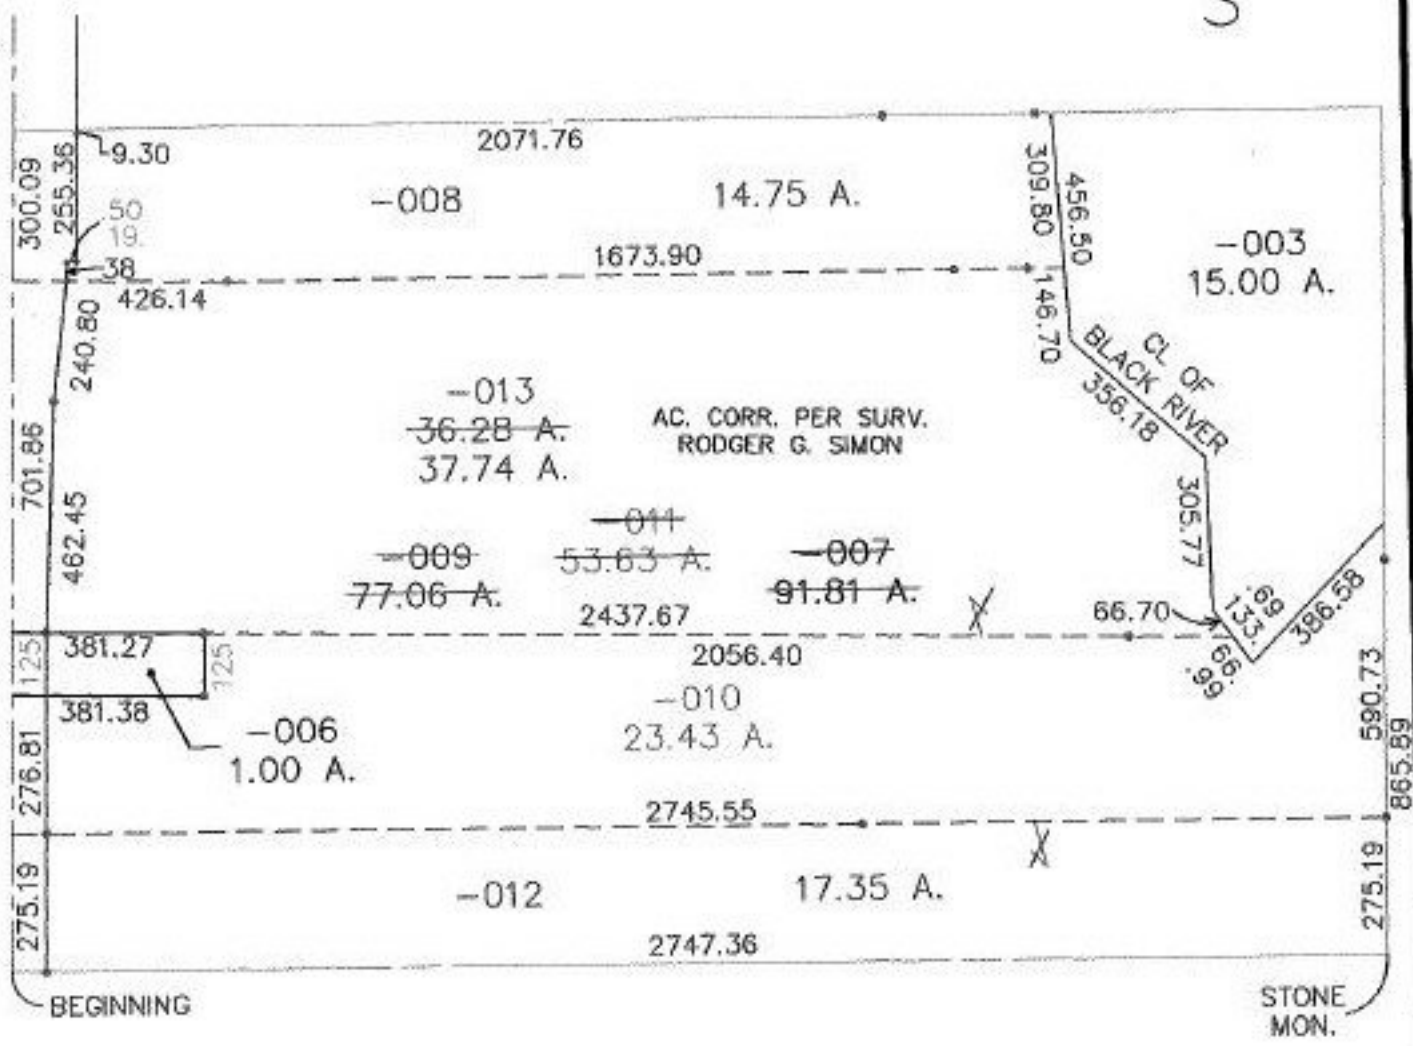 S
2071.76
9.30
300.09
255.36
-008
14.75 A.
309.80
456.50
-003
15.00 A.
.50
19.
38
1673.90
426.14
240.80
146.70
CL OF
BLACK RIVER
356.18
-013
36.28 A.
37.74 A.
AC. CORR. PER SURV.
RODGER G. SIMON
701.86
462.45
305.77
-011
53.63 A.
-009
77.06 A.
-007
91.81 A.
2437.67
X
66.70
.69
133.
386.58
66.
.99
125
381.27
125
2056.40
381.38
-006
1.00 A.
-010
23.43 A.
590.73
865.89
276.81
2745.55
X
275.19
-012
17.35 A.
275.19
2747.36
BEGINNING
STONE
MON.